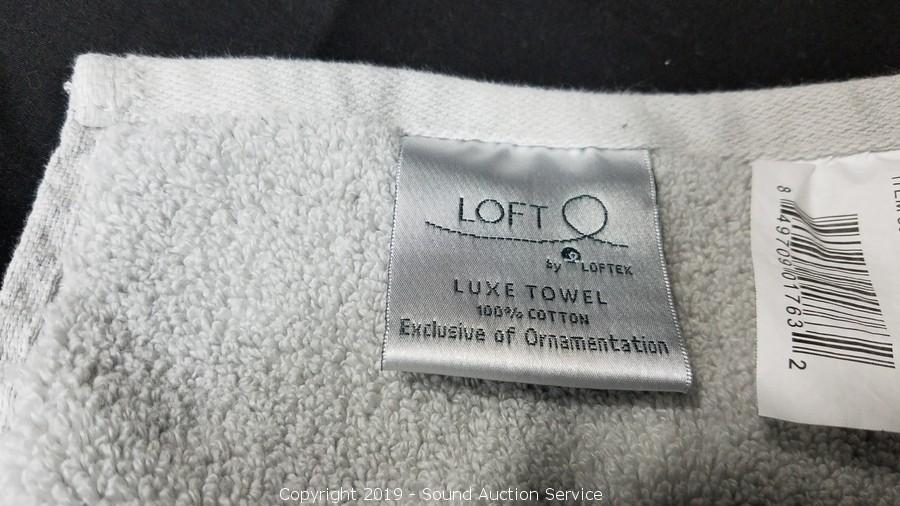 LOFT
by LOFTEK
LUXE TOWEL
100% COTTON
Exclusive of Ornamentation
8 49709 01763 2
Copyright 2019 - Sound Auction Service